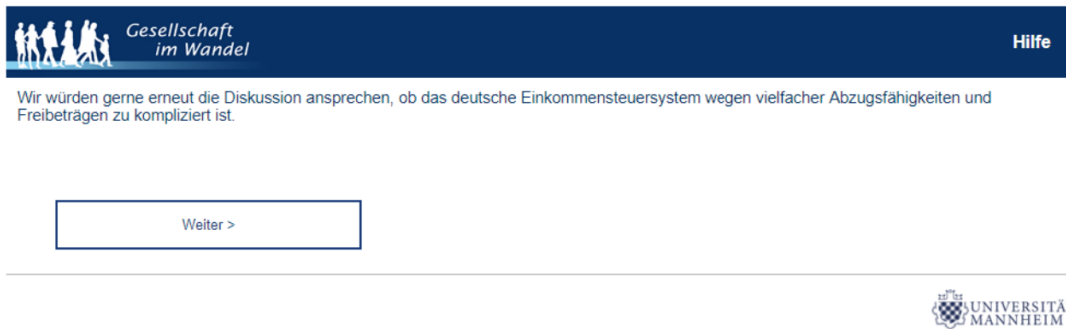 Gesellschaft
im Wandel
Hilfe
Wir würden gerne erneut die Diskussion ansprechen, ob das deutsche Einkommensteuersystem wegen vielfacher Abzugsfähigkeiten und
Freibeträgen zu kompliziert ist.
Weiter >
UNIVERSITÄ
MANNHEIM